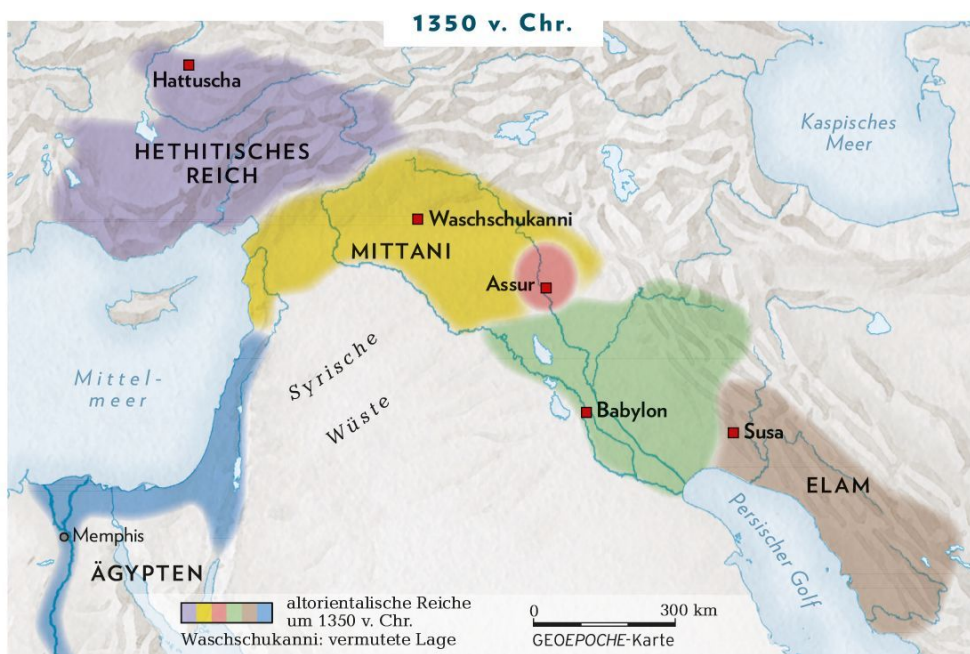 1350 v. Chr.
Hattuscha
HETHITISCHES
REICH
Kaspisches
Meer
Waschschukanni
MITTANI
Assur
Syrische
Wüste
Mittel-
meer
Babylon
Susa
ELAM
Persischer Golf
Memphis
ÄGYPTEN
altorientalische Reiche
um 1350 v. Chr.
Waschschukanni: vermutete Lage
0 300 km
GEOEPOCHE-Karte